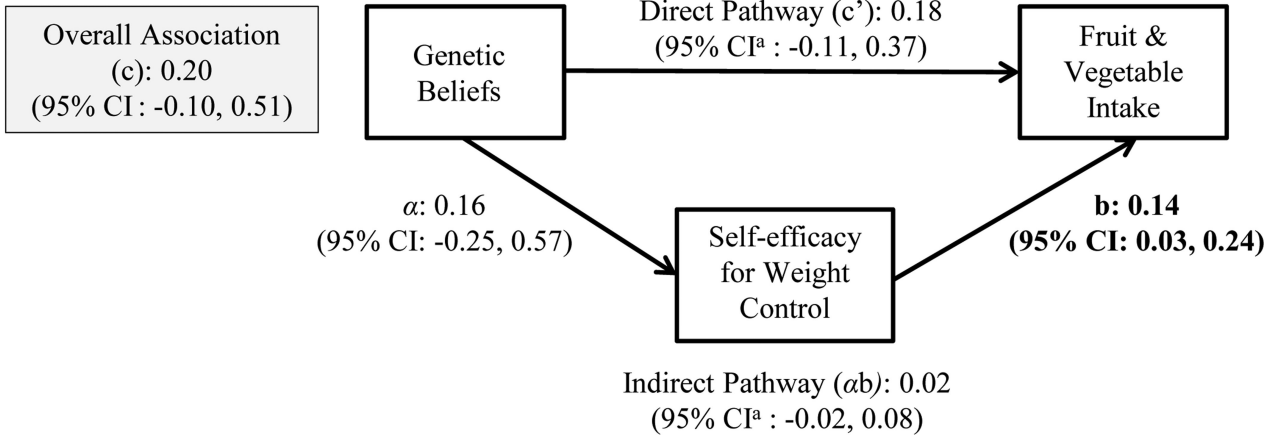 Overall Association
(c): 0.20
(95% CI : -0.10, 0.51)
Genetic
Beliefs
Direct Pathway (c’): 0.18
(95% CIᵃ : -0.11, 0.37)
Fruit &
Vegetable
Intake
α: 0.16
(95% CI: -0.25, 0.57)
Self-efficacy
for Weight
Control
b: 0.14
(95% CI: 0.03, 0.24)
Indirect Pathway (αb): 0.02
(95% CIᵃ : -0.02, 0.08)